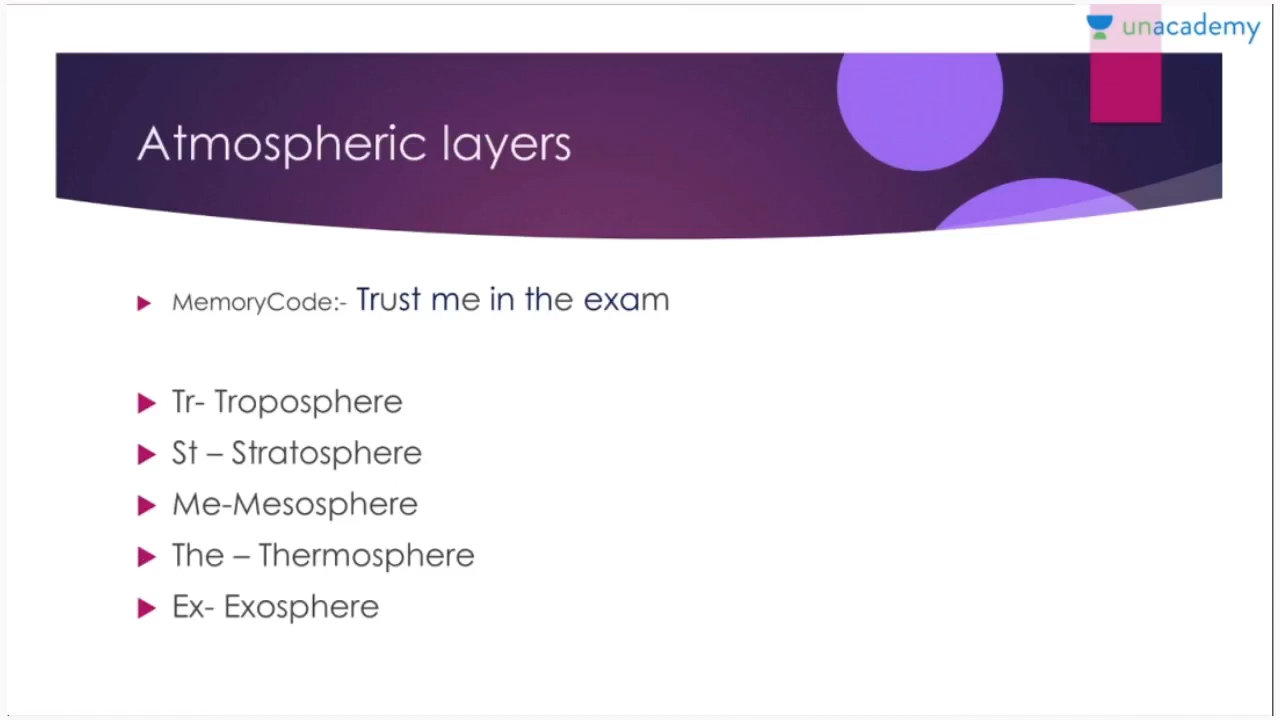 unacademy
Atmospheric layers
MemoryCode:- Trust me in the exam
Tr- Troposphere
St – Stratosphere
Me-Mesosphere
The – Thermosphere
Ex- Exosphere